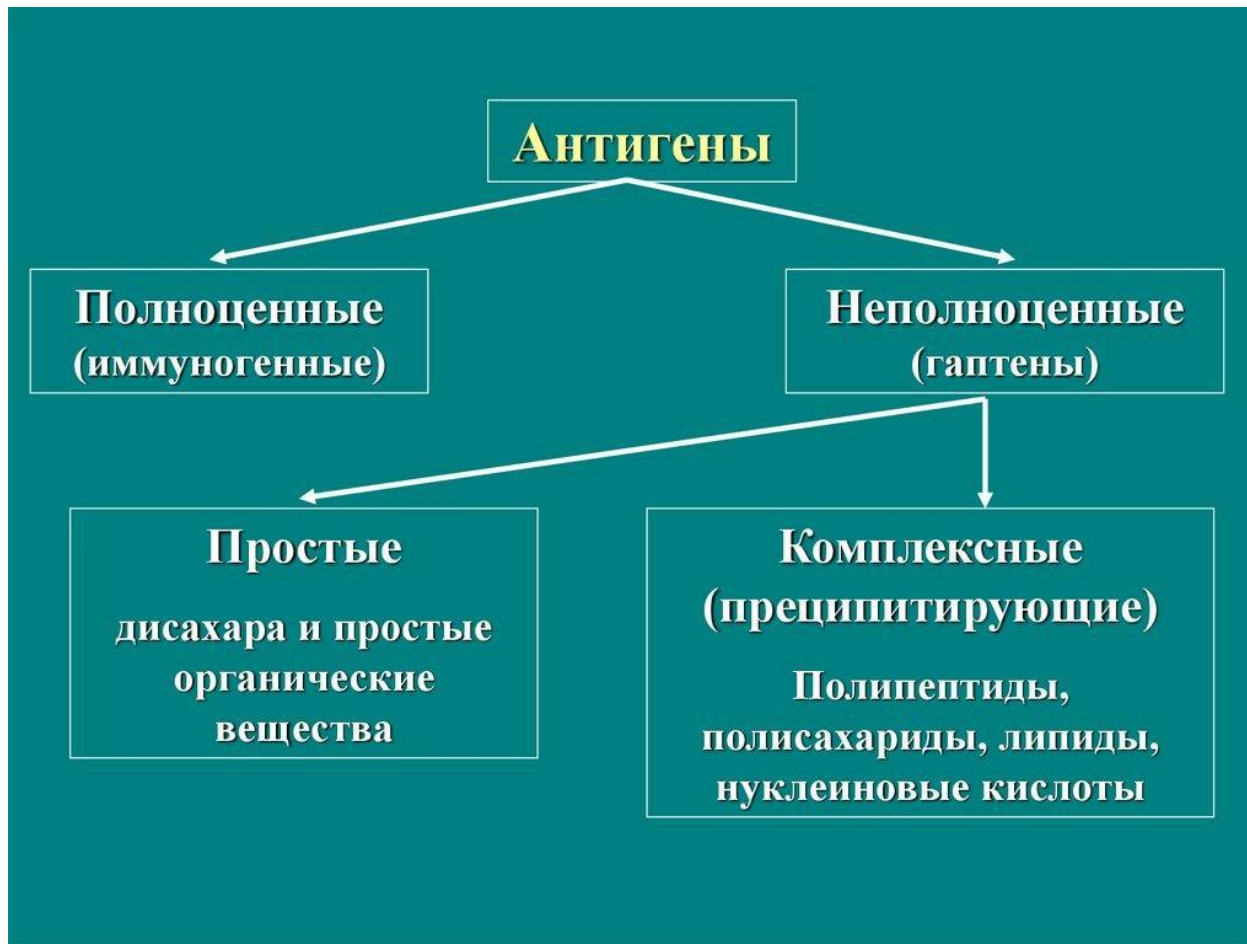 Антигены
Полноценные
(иммуногенные)
Неполноценные
(гаптены)
Простые
дисахара и простые
органические
вещества
Комплексные
(преципитирующие)
Полипептиды,
полисахариды, липиды,
нуклеиновые кислоты